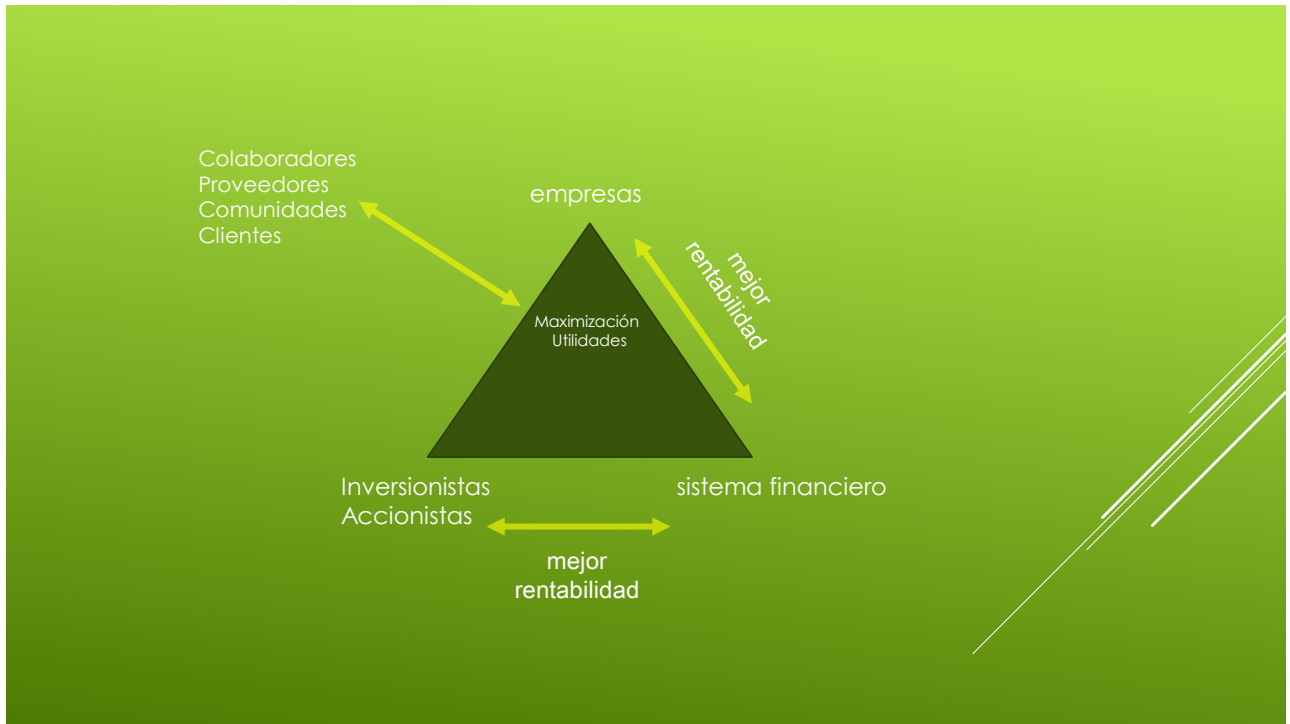 Colaboradores
Proveedores
Comunidades
Clientes
empresas
mejor
rentabilidad
Maximización
Utilidades
Inversionistas
Accionistas
sistema financiero
mejor
rentabilidad